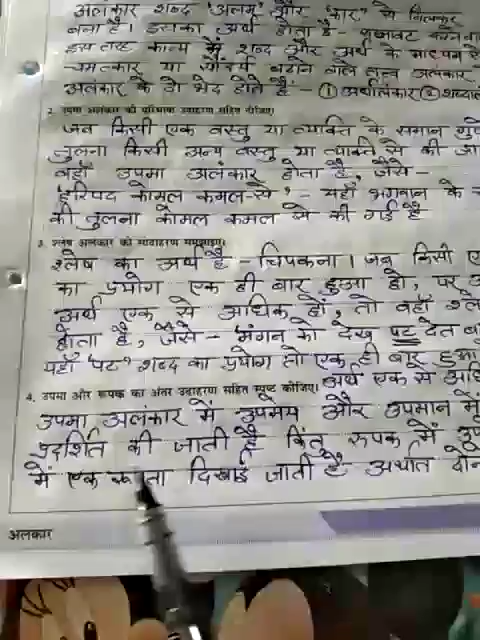 अलंकार शब्द 'अलम्' और 'कार' से मिलकर
बना है। इसका अर्थ होता है - सजावट करने वा
इस तरह काव्य में शब्द और अर्थ के माध्यम से
चमत्कार या सौंदर्य बढ़ाने वाले तत्व अलंकार
अलंकार के दो भेद होते हैं - ① अर्थालंकार ② शब्दालं
2. उपमा अलंकार की परिभाषा उदाहरण सहित दीजिए।
जब किसी एक वस्तु या व्यक्ति के समान गुण
तुलना किसी अन्य वस्तु या व्यक्ति से की जा
वहाँ उपमा अलंकार होता है, जैसे -
'हरिपद कोमल कमल-से' - यहाँ भगवान के च
की तुलना कोमल कमल से की गई है
3. श्लेष अलंकार को सोदाहरण समझाइए।
श्लेष का अर्थ है - चिपकना। जब किसी ए
का प्रयोग एक ही बार हुआ हो, पर उ
अर्थ एक से अधिक हों, तो वहाँ श्ले
होता है, जैसे - 'मंगन को देख पट देत बा
यहाँ 'पट' शब्द का प्रयोग तो एक ही बार हुआ
अर्थ एक से अधि
4. उपमा और रूपक का अंतर उदाहरण सहित स्पष्ट कीजिए।
उपमा अलंकार में उपमेय और उपमान में
प्रदर्शित की जाती है किंतु रूपक में उप
में एक रूपता दिखाई जाती है अर्थात दोन
अलंकार